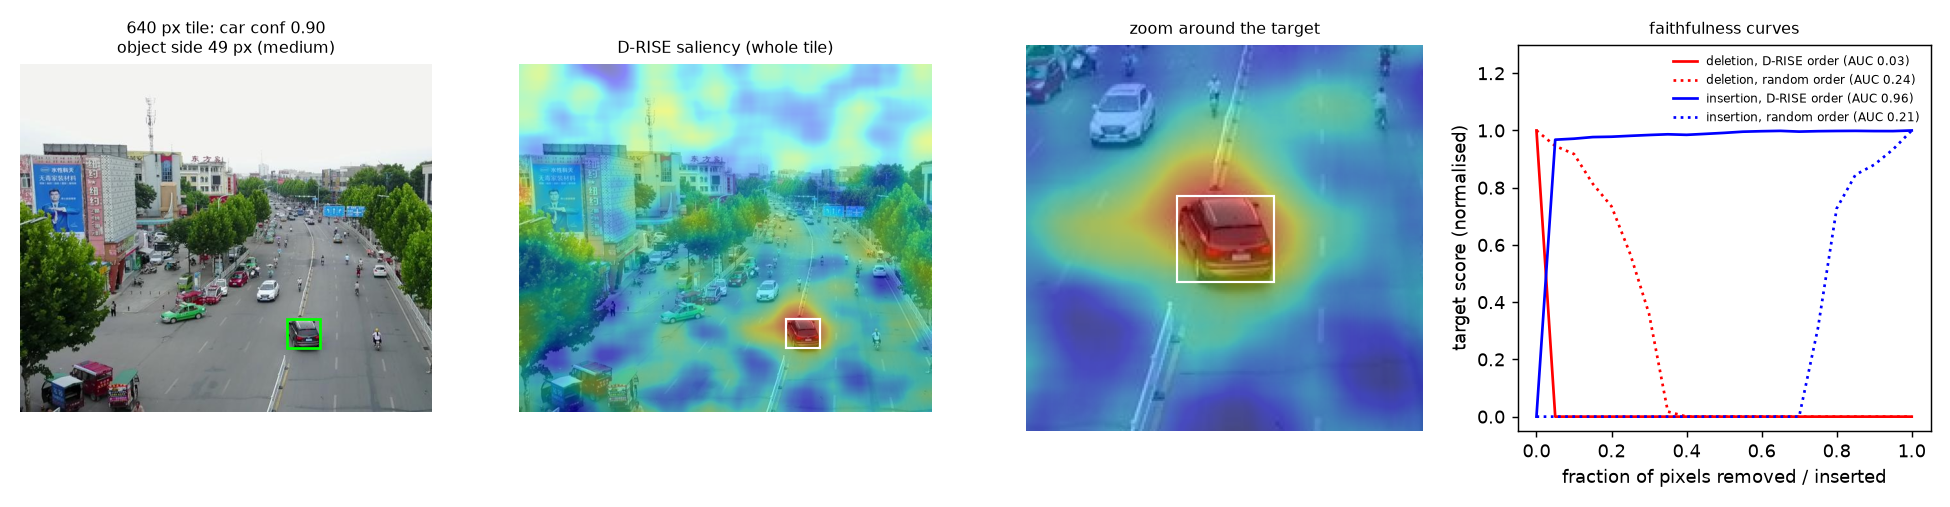 640 px tile: car conf 0.90
object side 49 px (medium)
D-RISE saliency (whole tile)
zoom around the target
faithfulness curves
deletion, D-RISE order (AUC 0.03)
deletion, random order (AUC 0.24)
insertion, D-RISE order (AUC 0.96)
insertion, random order (AUC 0.21)
target score (normalised)
1.2
1.0
0.8
0.6
0.4
0.2
0.0
0.0 0.2 0.4 0.6 0.8 1.0
fraction of pixels removed / inserted